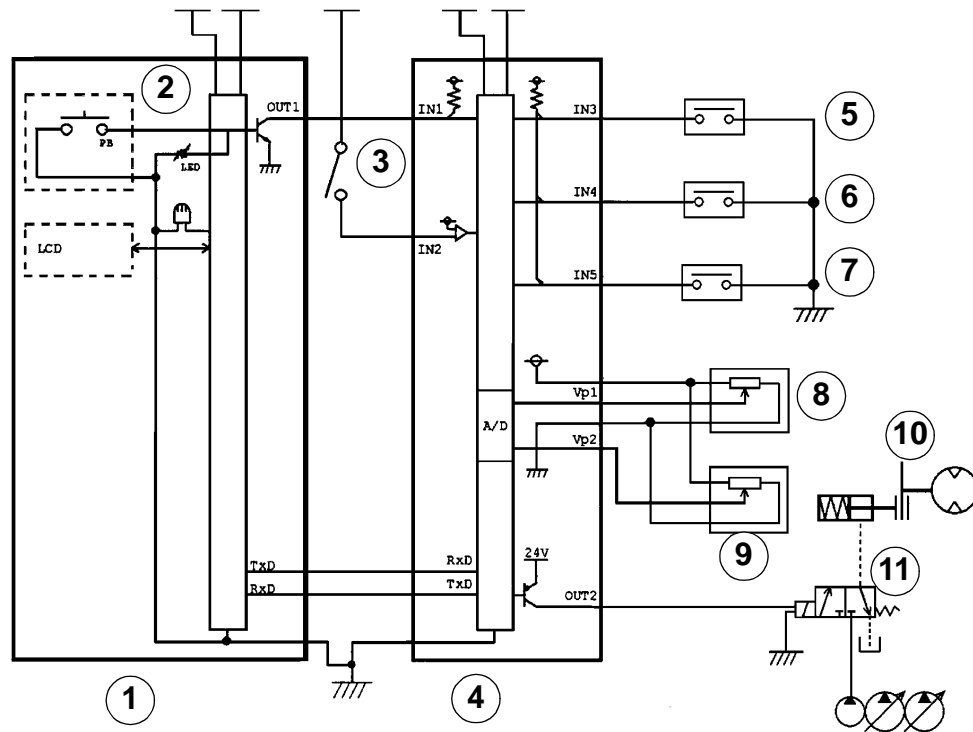 2
OUT1
IN1
IN3
5
PB
3
LED
IN4
6
LCD
IN2
IN5
7
Vp1
8
A/D
Vp2
10
9
24V
11
TxD
RxD
RxD
TxD
OUT2
1
4